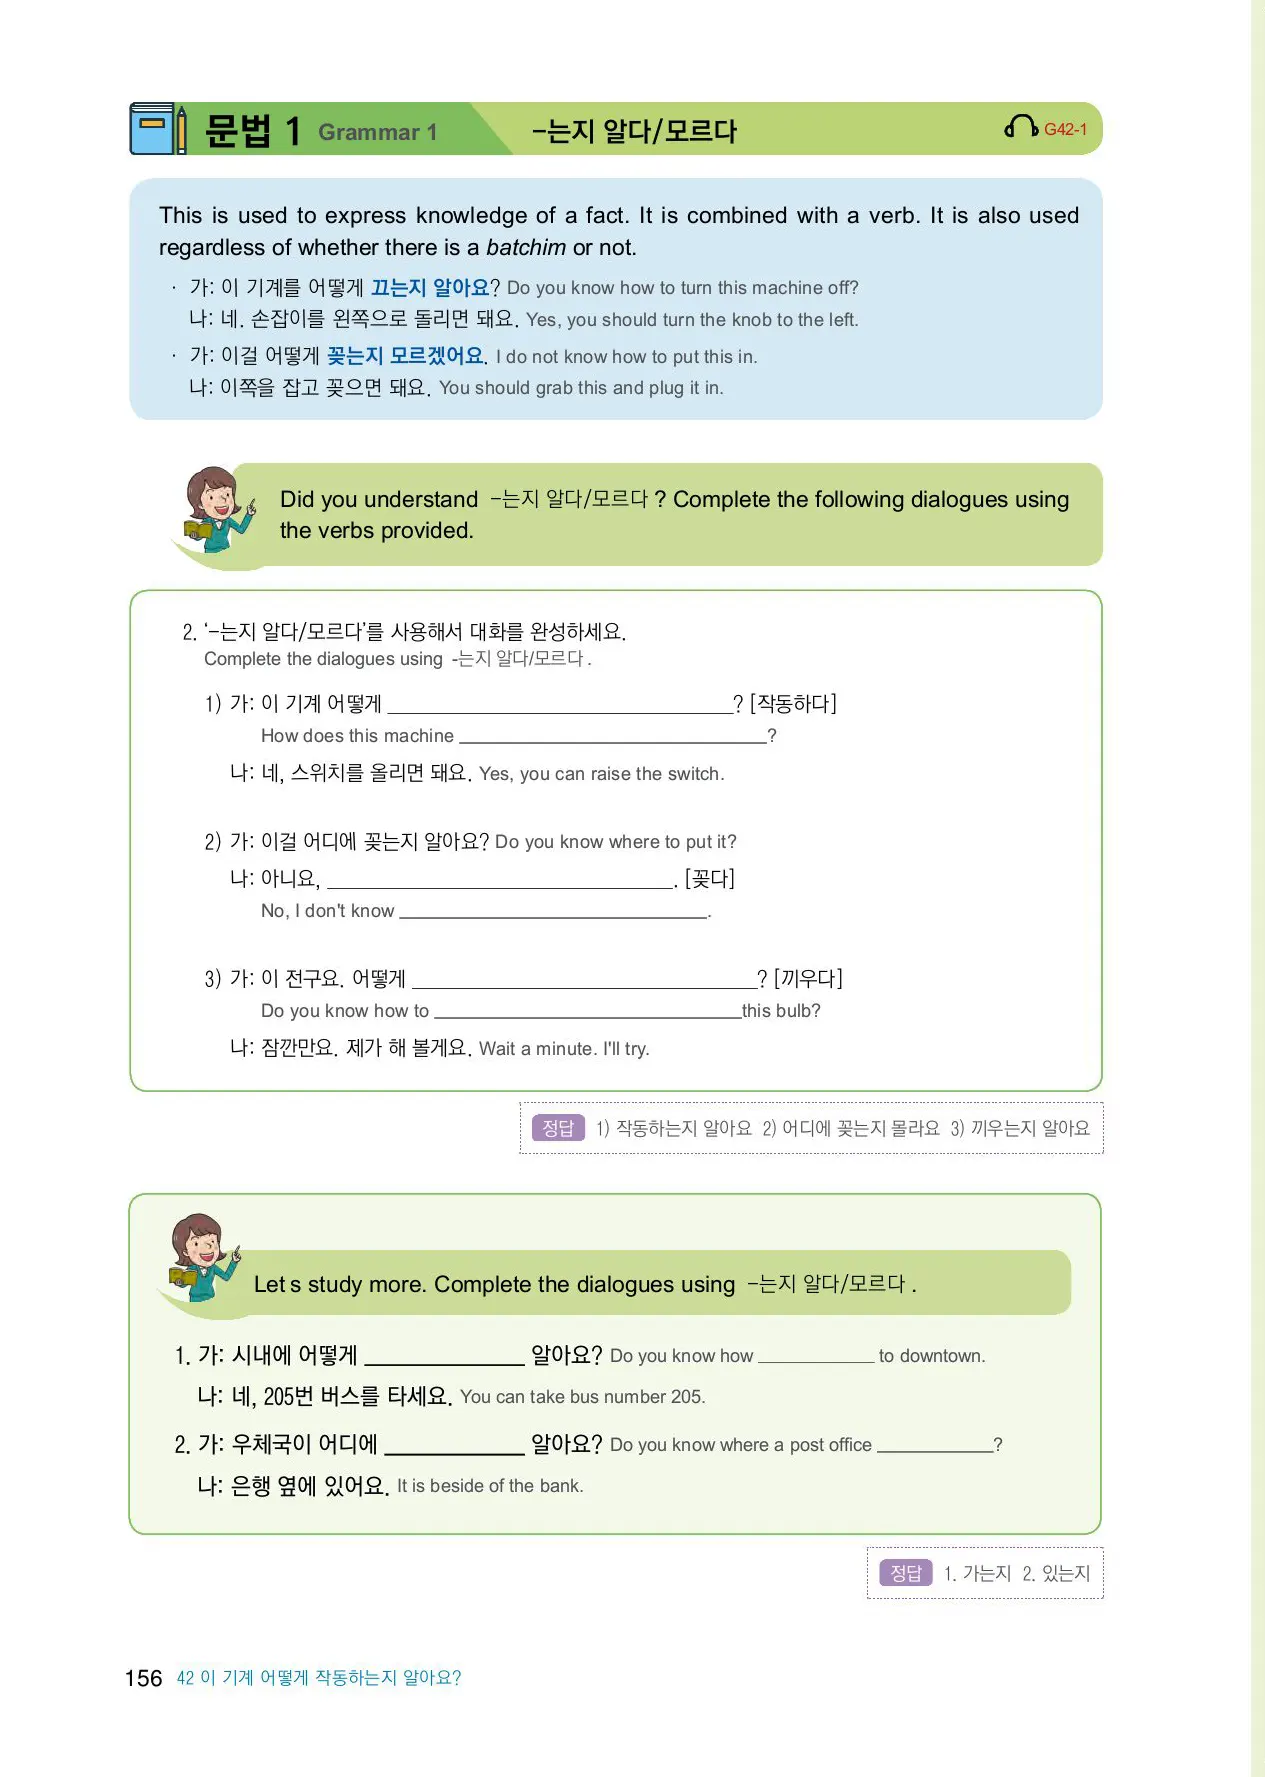 문법 1 Grammar 1 -는지 알다/모르다 G42-1
This is used to express knowledge of a fact. It is combined with a verb. It is also used
regardless of whether there is a batchim or not.
· 가: 이 기계를 어떻게 끄는지 알아요? Do you know how to turn this machine off?
나: 네. 손잡이를 왼쪽으로 돌리면 돼요. Yes, you should turn the knob to the left.
· 가: 이걸 어떻게 꽂는지 모르겠어요. I do not know how to put this in.
나: 이쪽을 잡고 꽂으면 돼요. You should grab this and plug it in.
Did you understand -는지 알다/모르다 ? Complete the following dialogues using
the verbs provided.
2. ‘-는지 알다/모르다’를 사용해서 대화를 완성하세요.
Complete the dialogues using -는지 알다/모르다 .
1) 가: 이 기계 어떻게 ______________? [작동하다]
How does this machine ______________?
나: 네, 스위치를 올리면 돼요. Yes, you can raise the switch.
2) 가: 이걸 어디에 꽂는지 알아요? Do you know where to put it?
나: 아니요, ______________. [꽂다]
No, I don't know ______________.
3) 가: 이 전구요. 어떻게 ______________? [끼우다]
Do you know how to ______________this bulb?
나: 잠깐만요. 제가 해 볼게요. Wait a minute. I'll try.
정답 1) 작동하는지 알아요 2) 어디에 꽂는지 몰라요 3) 끼우는지 알아요
Let s study more. Complete the dialogues using -는지 알다/모르다 .
1. 가: 시내에 어떻게 ______________ 알아요? Do you know how ______________ to downtown.
나: 네, 205번 버스를 타세요. You can take bus number 205.
2. 가: 우체국이 어디에 ______________ 알아요? Do you know where a post office ______________?
나: 은행 옆에 있어요. It is beside of the bank.
정답 1. 가는지 2. 있는지
156 42 이 기계 어떻게 작동하는지 알아요?